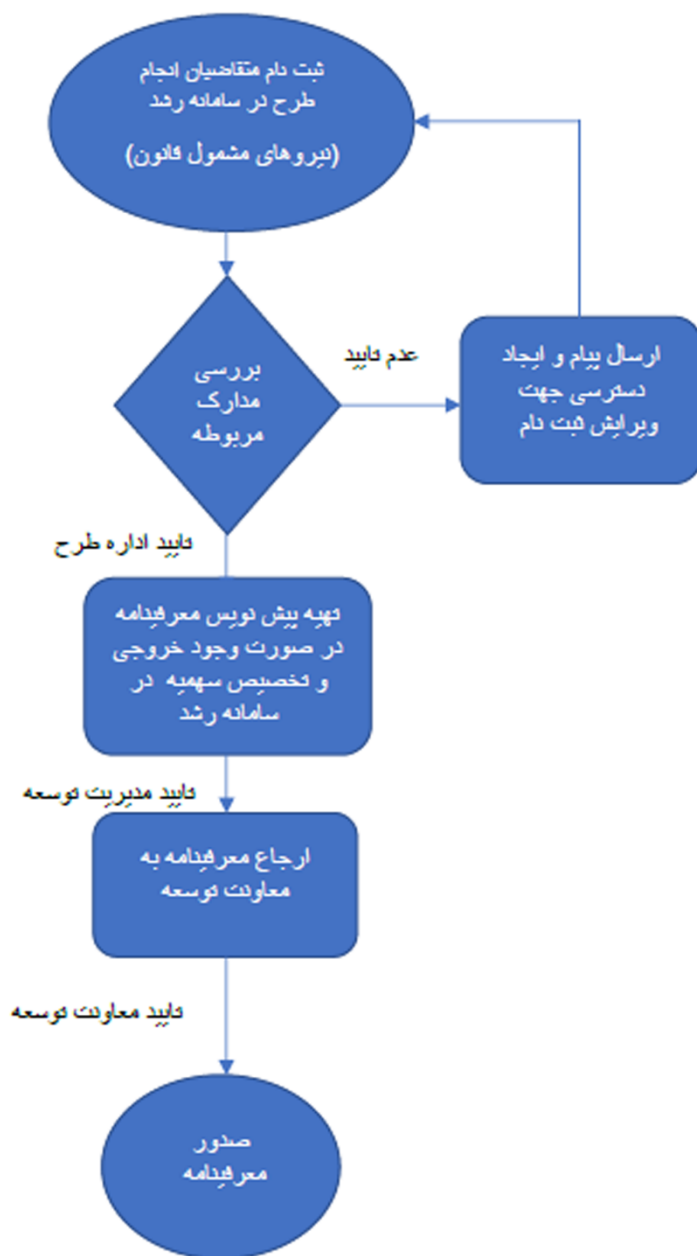 ثبت نام متقاضیان انجام
طرح در سامانه رشد
(نیروهای مشمول قانون)
بررسی
مدارک
مربوطه
عدم تایید
ارسال پیام و ایجاد
دسترسی جهت
ویرایش ثبت نام
تایید اداره طرح
تهیه پیش نویس معرفینامه
در صورت وجود خروجی
و تخصیص سهمیه در
سامانه رشد
تایید مدیریت توسعه
ارجاع معرفینامه به
معاونت توسعه
تایید معاونت توسعه
صدور
معرفینامه